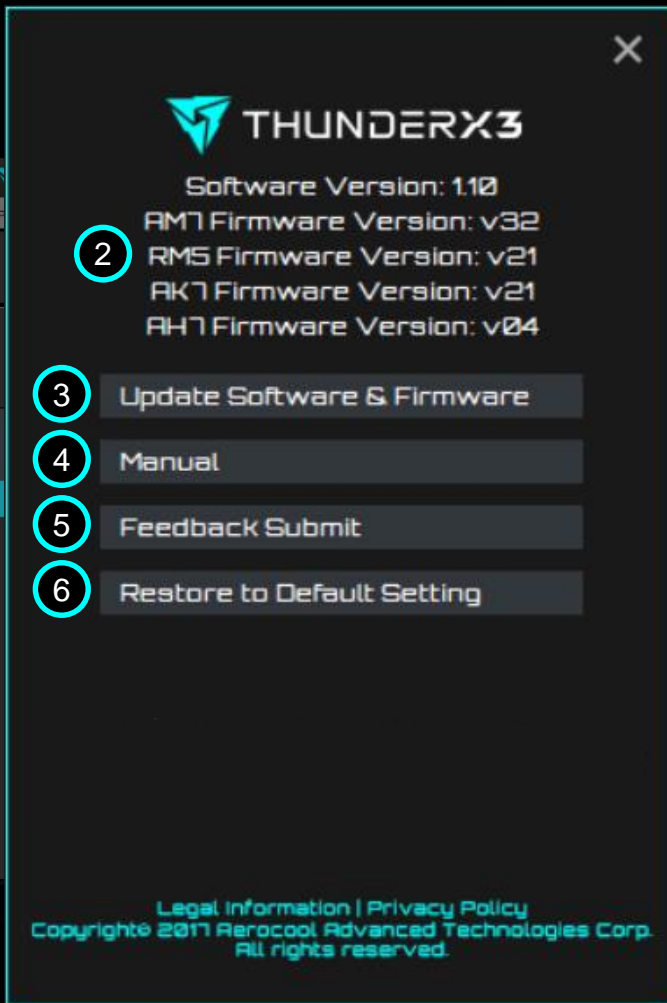 THUNDERX3
Software Version: 1.10
AM7 Firmware Version: v32
2 RM5 Firmware Version: v21
AK7 Firmware Version: v21
AH7 Firmware Version: v04
3 Update Software & Firmware
4 Manual
5 Feedback Submit
6 Restore to Default Setting
Legal Information | Privacy Policy
Copyright© 2017 Aerocool Advanced Technologies Corp.
All rights reserved.